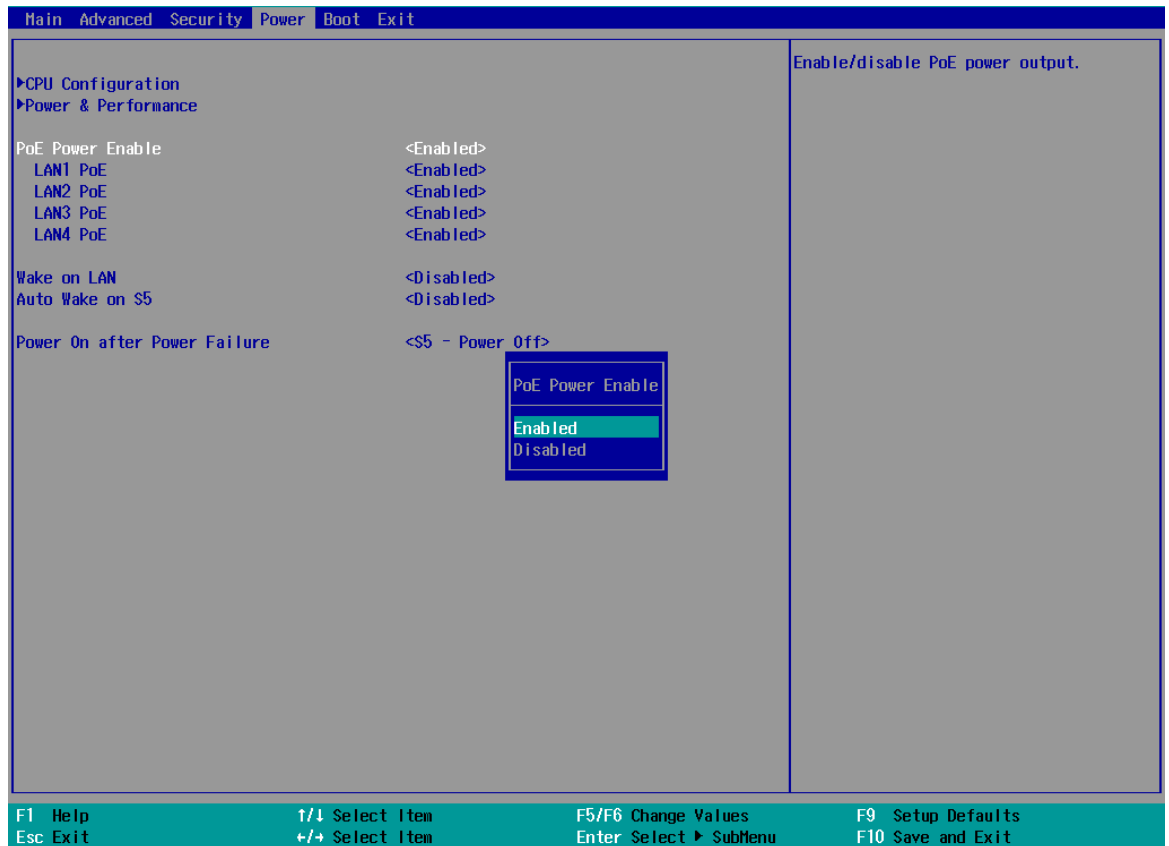 Main Advanced Security Power Boot Exit
Enable/disable PoE power output.
▶CPU Configuration
▶Power & Performance
PoE Power Enable <Enabled>
LAN1 PoE <Enabled>
LAN2 PoE <Enabled>
LAN3 PoE <Enabled>
LAN4 PoE <Enabled>
Wake on LAN <Disabled>
Auto Wake on S5 <Disabled>
Power On after Power Failure <S5 - Power Off>
PoE Power Enable
Enabled
Disabled
F1 Help ↑/↓ Select Item F5/F6 Change Values F9 Setup Defaults
Esc Exit ←/→ Select Item Enter Select ▶ SubMenu F10 Save and Exit